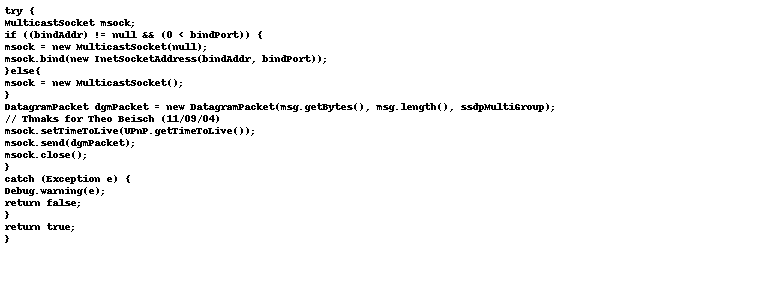 try {
MulticastSocket msock;
if ((bindAddr) != null && (0 < bindPort)) {
msock = new MulticastSocket(null);
msock.bind(new InetSocketAddress(bindAddr, bindPort));
}else{
msock = new MulticastSocket();
}
DatagramPacket dgmPacket = new DatagramPacket(msg.getBytes(), msg.length(), ssdpMultiGroup);
// Thnaks for Theo Beisch (11/09/04)
msock.setTimeToLive(UPnP.getTimeToLive());
msock.send(dgmPacket);
msock.close();
}
catch (Exception e) {
Debug.warning(e);
return false;
}
return true;
}